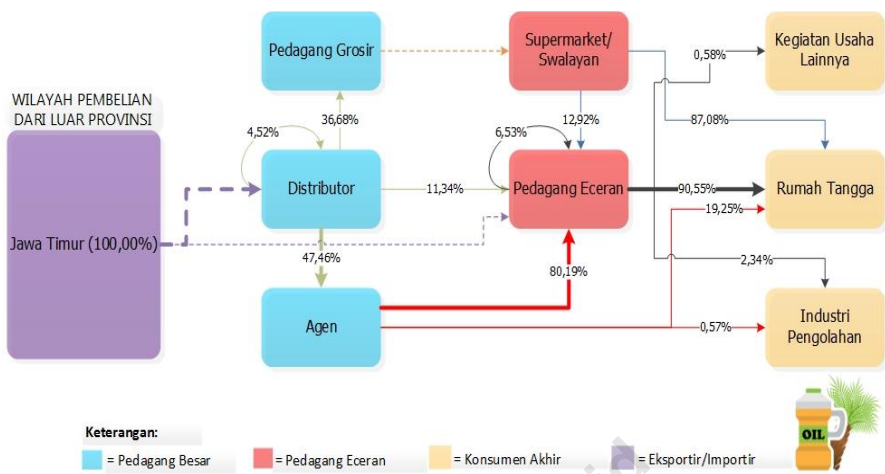 Pedagang Grosir
Supermarket/
Swalayan
0,58%
Kegiatan Usaha
Lainnya
WILAYAH PEMBELIAN
DARI LUAR PROVINSI
4,52%
36,68%
6,53%
12,92%
87,08%
Jawa Timur (100,00%)
Distributor
11,34%
Pedagang Eceran
90,55%
Rumah Tangga
19,25%
47,46%
80,19%
2,34%
Agen
0,57%
Industri
Pengolahan
OIL
Keterangan:
= Pedagang Besar
= Pedagang Eceran
= Konsumen Akhir
= Eksportir/Importir